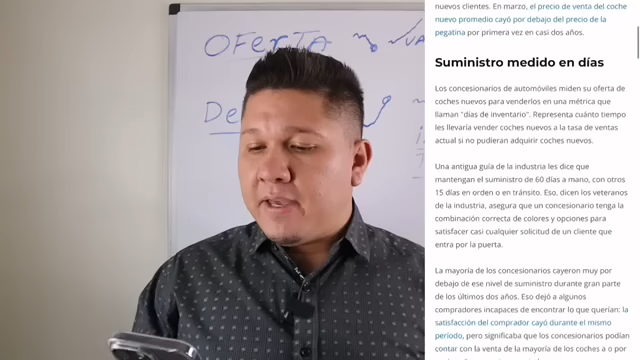 OFerTA
nuevos clientes. En marzo, el precio de venta del coche
nuevo promedio cayó por debajo del precio de la
pegatina por primera vez en casi dos años.
Suministro medido en días
Los concesionarios de automóviles miden su oferta de
coches nuevos para venderlos en una métrica que
llaman "días de inventario". Representa cuánto tiempo
les llevaría vender coches nuevos a la tasa de ventas
actual si no pudieran adquirir coches nuevos.
Una antigua guía de la industria les dice que
mantengan el suministro de 60 días a mano, con otros
15 días en orden o en tránsito. Eso, dicen los veteranos
de la industria, asegura que un concesionario tenga la
combinación correcta de colores y opciones para
satisfacer casi cualquier solicitud de un cliente que
entra por la puerta.
La mayoría de los concesionarios cayeron muy por
debajo de ese nivel de suministro durante gran parte
de los últimos dos años. Eso dejó a algunos
compradores incapaces de encontrar lo que querían: la
satisfacción del comprador cayó durante el mismo
período, pero significaba que los concesionarios podían
contar con la venta de la mayoría de los coches a o por